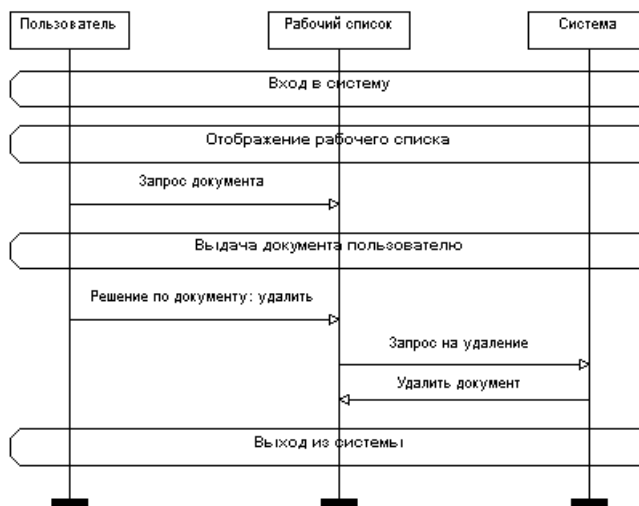 Пользователь
Рабочий список
Система
Вход в систему
Отображение рабочего списка
Запрос документа
Выдача документа пользователю
Решение по документу: удалить
Запрос на удаление
Удалить документ
Выход из системы